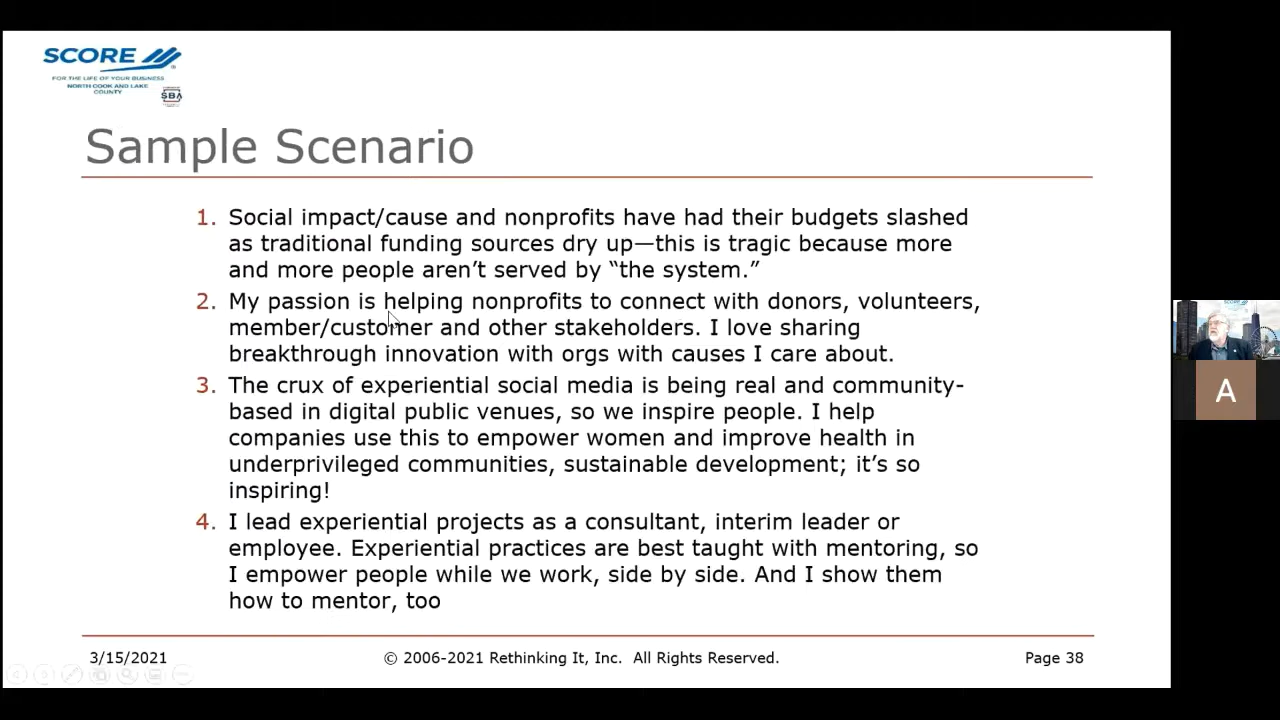 SCORE
FOR THE LIFE OF YOUR BUSINESS
NORTH COOK AND LAKE
COUNTY
SBA
Sample Scenario
1. Social impact/cause and nonprofits have had their budgets slashed
as traditional funding sources dry up—this is tragic because more
and more people aren’t served by “the system.”
2. My passion is helping nonprofits to connect with donors, volunteers,
member/customer and other stakeholders. I love sharing
breakthrough innovation with orgs with causes I care about.
3. The crux of experiential social media is being real and community-
based in digital public venues, so we inspire people. I help
companies use this to empower women and improve health in
underprivileged communities, sustainable development; it’s so
inspiring!
4. I lead experiential projects as a consultant, interim leader or
employee. Experiential practices are best taught with mentoring, so
I empower people while we work, side by side. And I show them
how to mentor, too
3/15/2021 © 2006-2021 Rethinking It, Inc. All Rights Reserved. Page 38
A